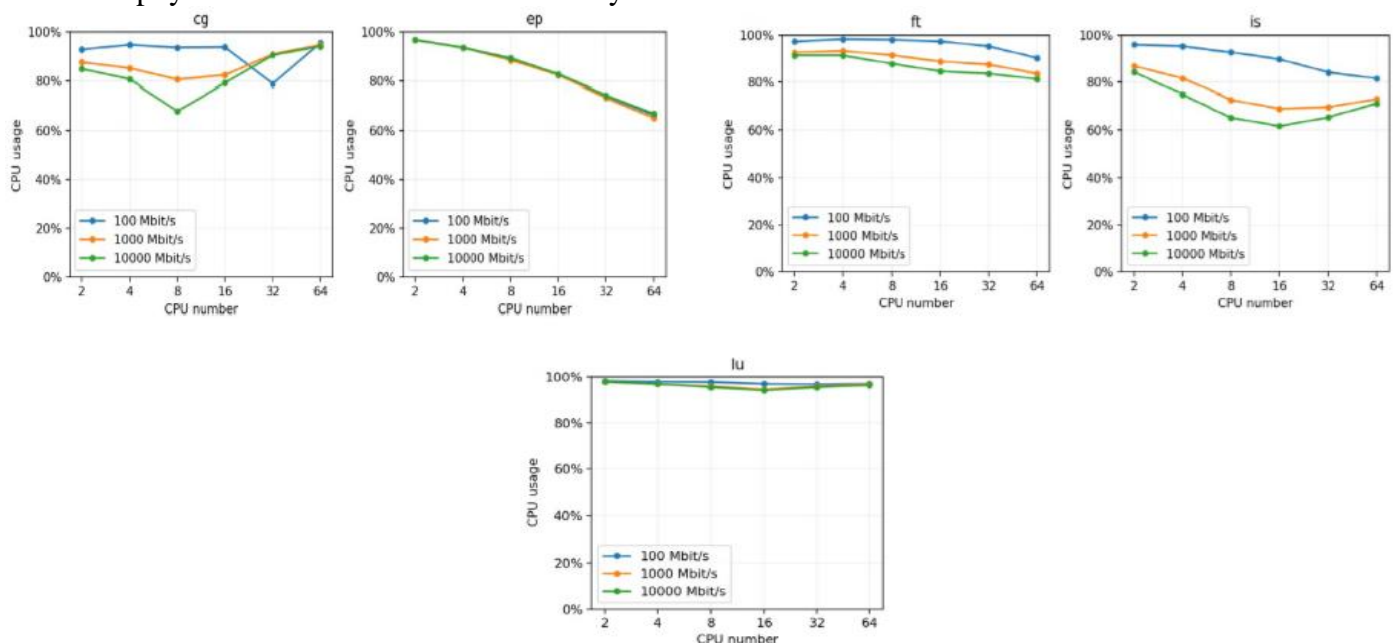 cg
100%
80%
60%
40%
20%
0%
CPU usage
100 Mbit/s
1000 Mbit/s
10000 Mbit/s
2 4 8 16 32 64
CPU number
ep
100%
80%
60%
40%
20%
0%
CPU usage
100 Mbit/s
1000 Mbit/s
10000 Mbit/s
2 4 8 16 32 64
CPU number
ft
100%
80%
60%
40%
20%
0%
CPU usage
100 Mbit/s
1000 Mbit/s
10000 Mbit/s
2 4 8 16 32 64
CPU number
is
100%
80%
60%
40%
20%
0%
CPU usage
100 Mbit/s
1000 Mbit/s
10000 Mbit/s
2 4 8 16 32 64
CPU number
lu
100%
80%
60%
40%
20%
0%
CPU usage
100 Mbit/s
1000 Mbit/s
10000 Mbit/s
2 4 8 16 32 64
CPU number